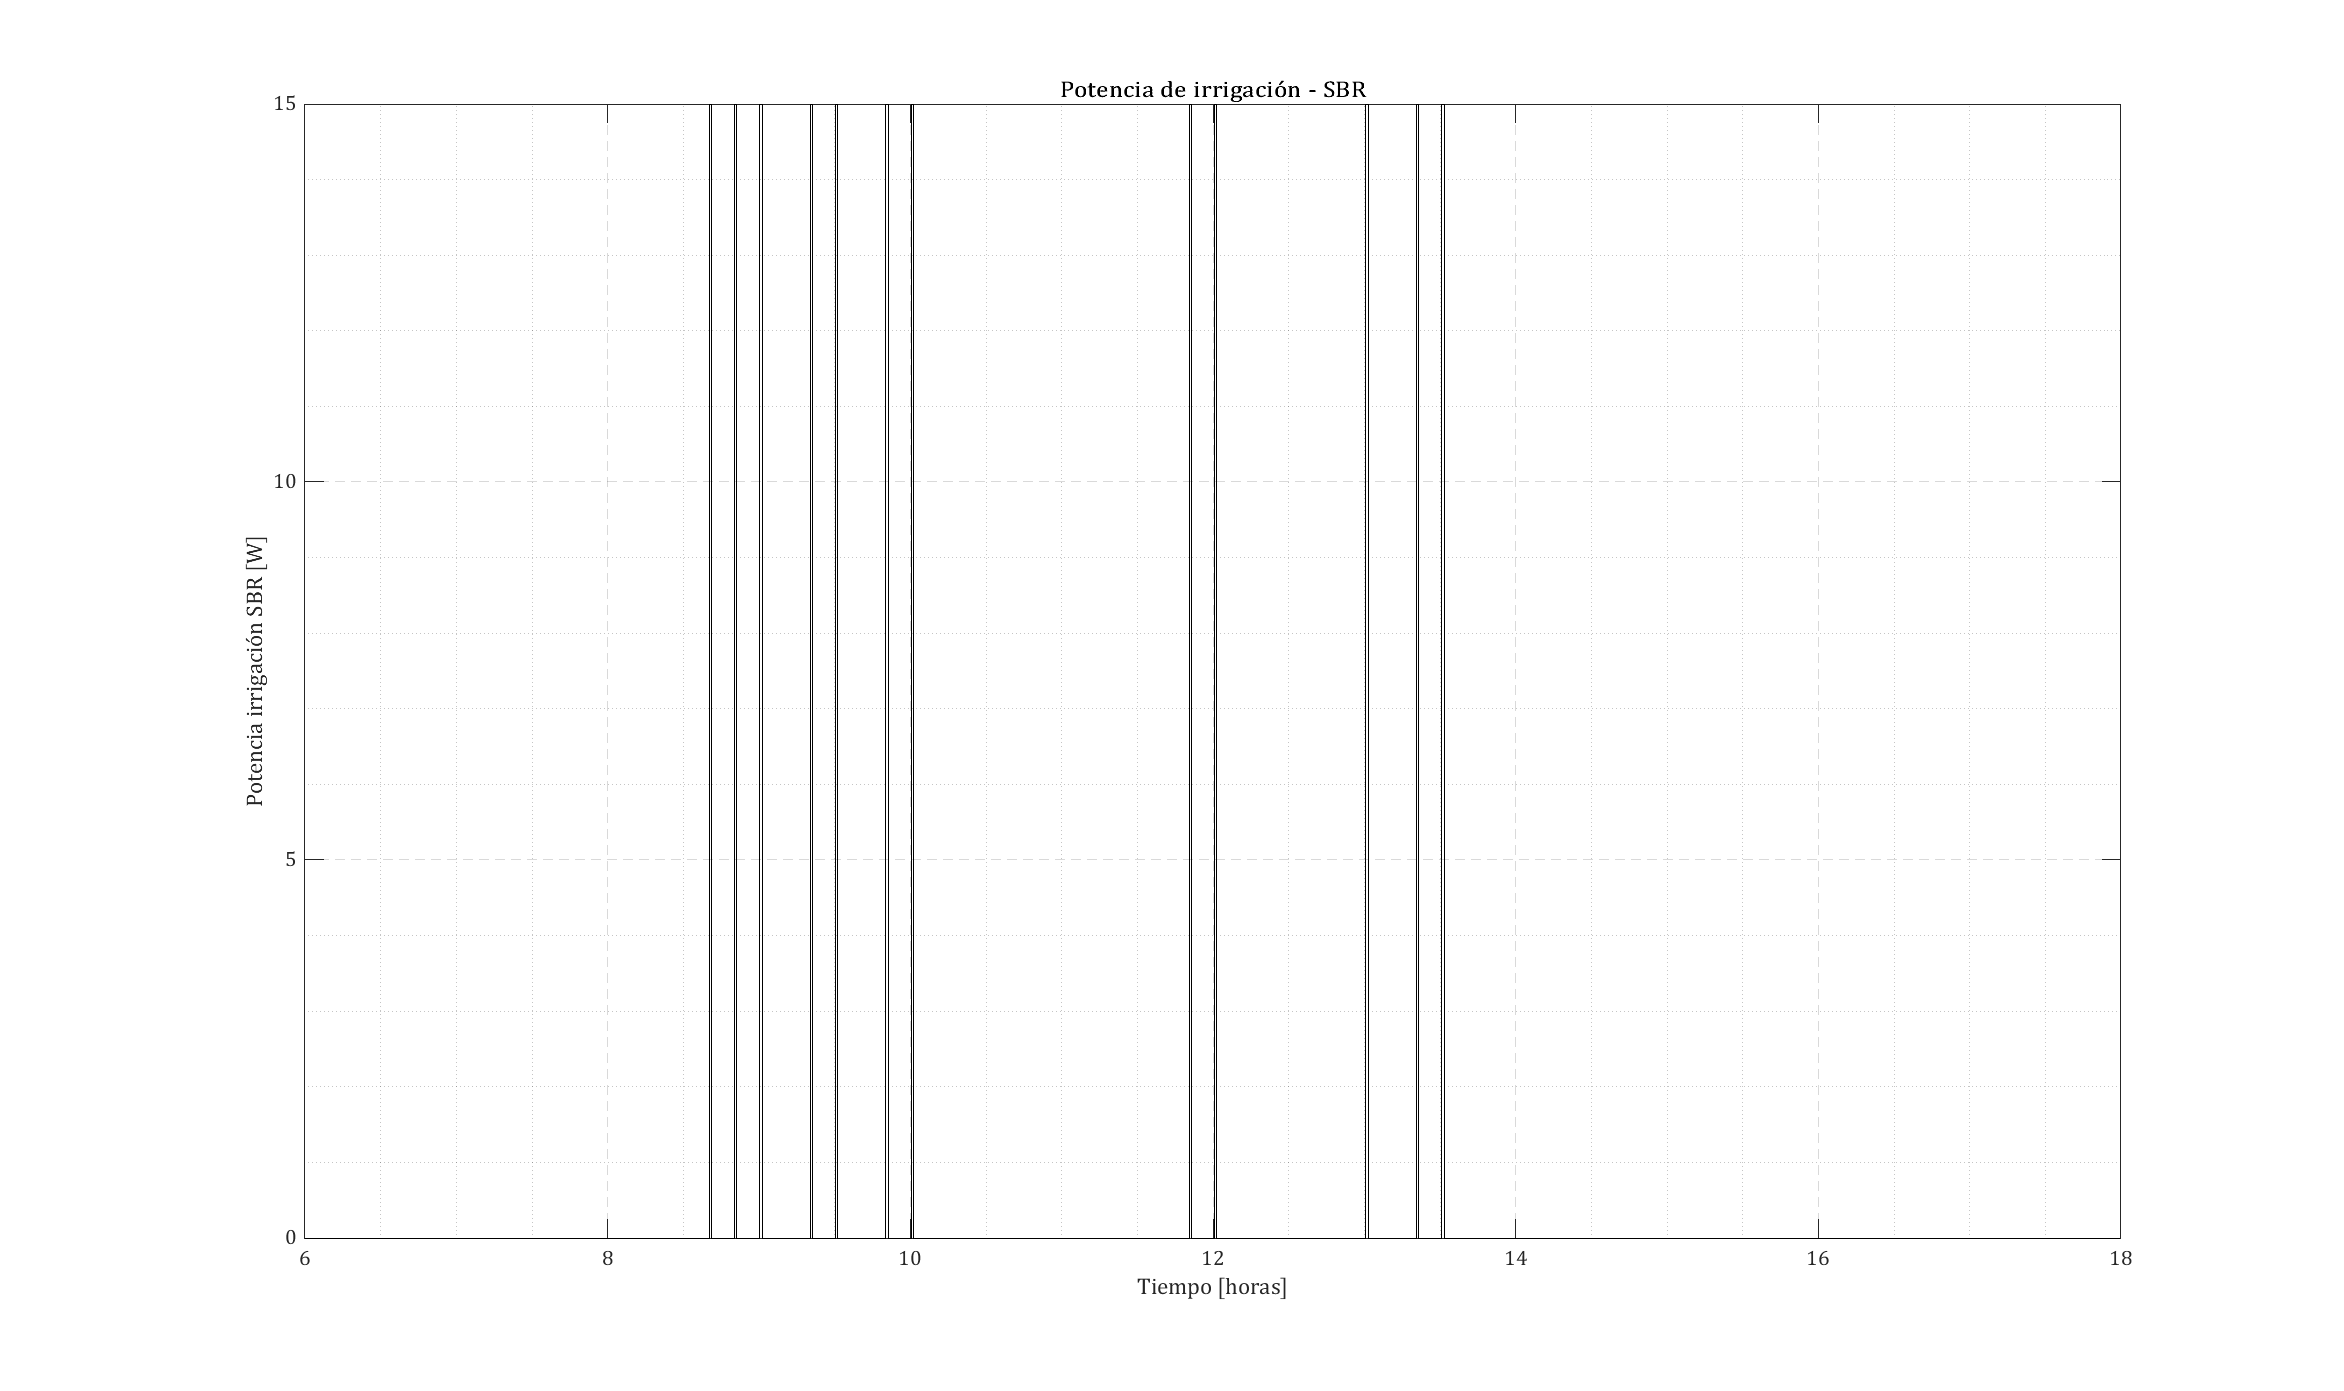 Potencia de irrigación - SBR
15
10
5
0
Potencia irrigación SBR [W]
6 8 10 12 14 16 18
Tiempo [horas]